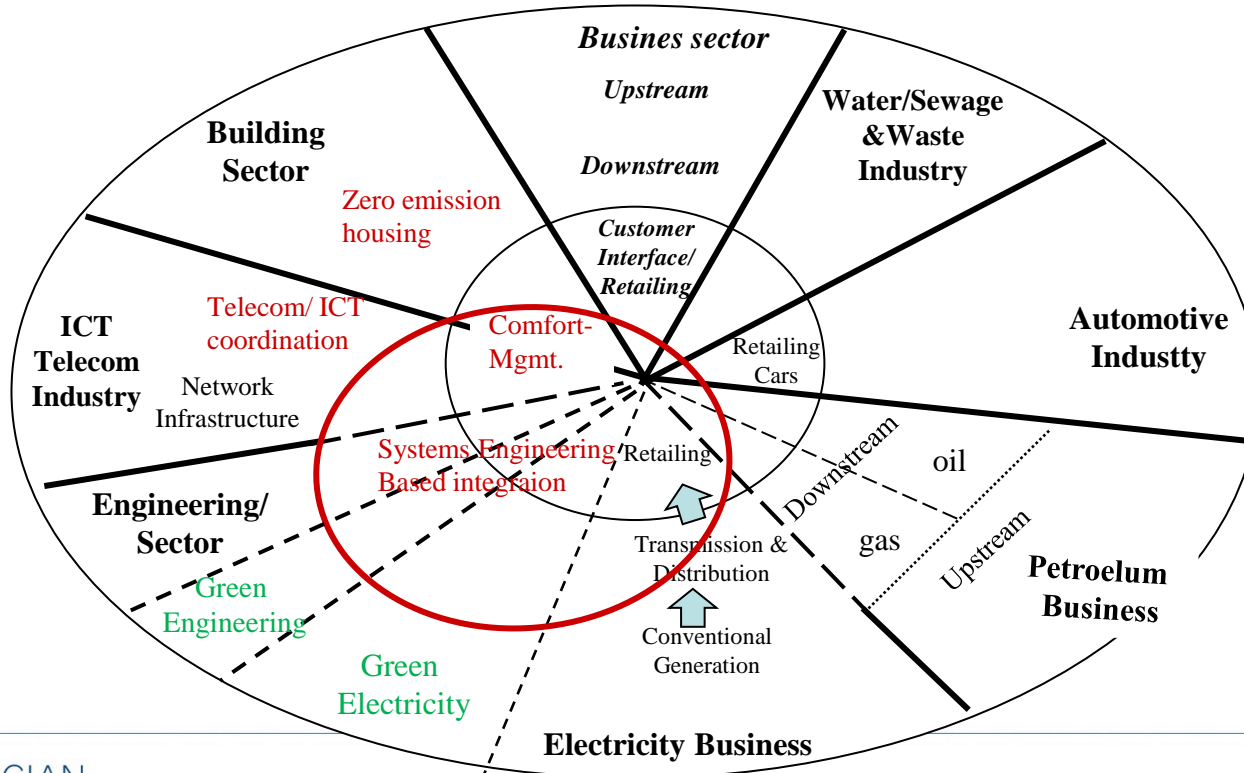 Busines sector
Upstream
Downstream
Customer
Interface/
Retailing
Water/Sewage
&Waste
Industry
Building
Sector
Zero emission
housing
Telecom/ ICT
coordination
ICT
Telecom
Industry
Network
Infrastructure
Comfort-
Mgmt.
Retailing
Cars
Automotive
Industty
Systems Engineering
Based integraion
Retailing
Downstream
oil
gas
Upstream
Petroelum
Business
Engineering/
Sector
Green
Engineering
Transmission &
Distribution
Conventional
Generation
Green
Electricity
Electricity Business